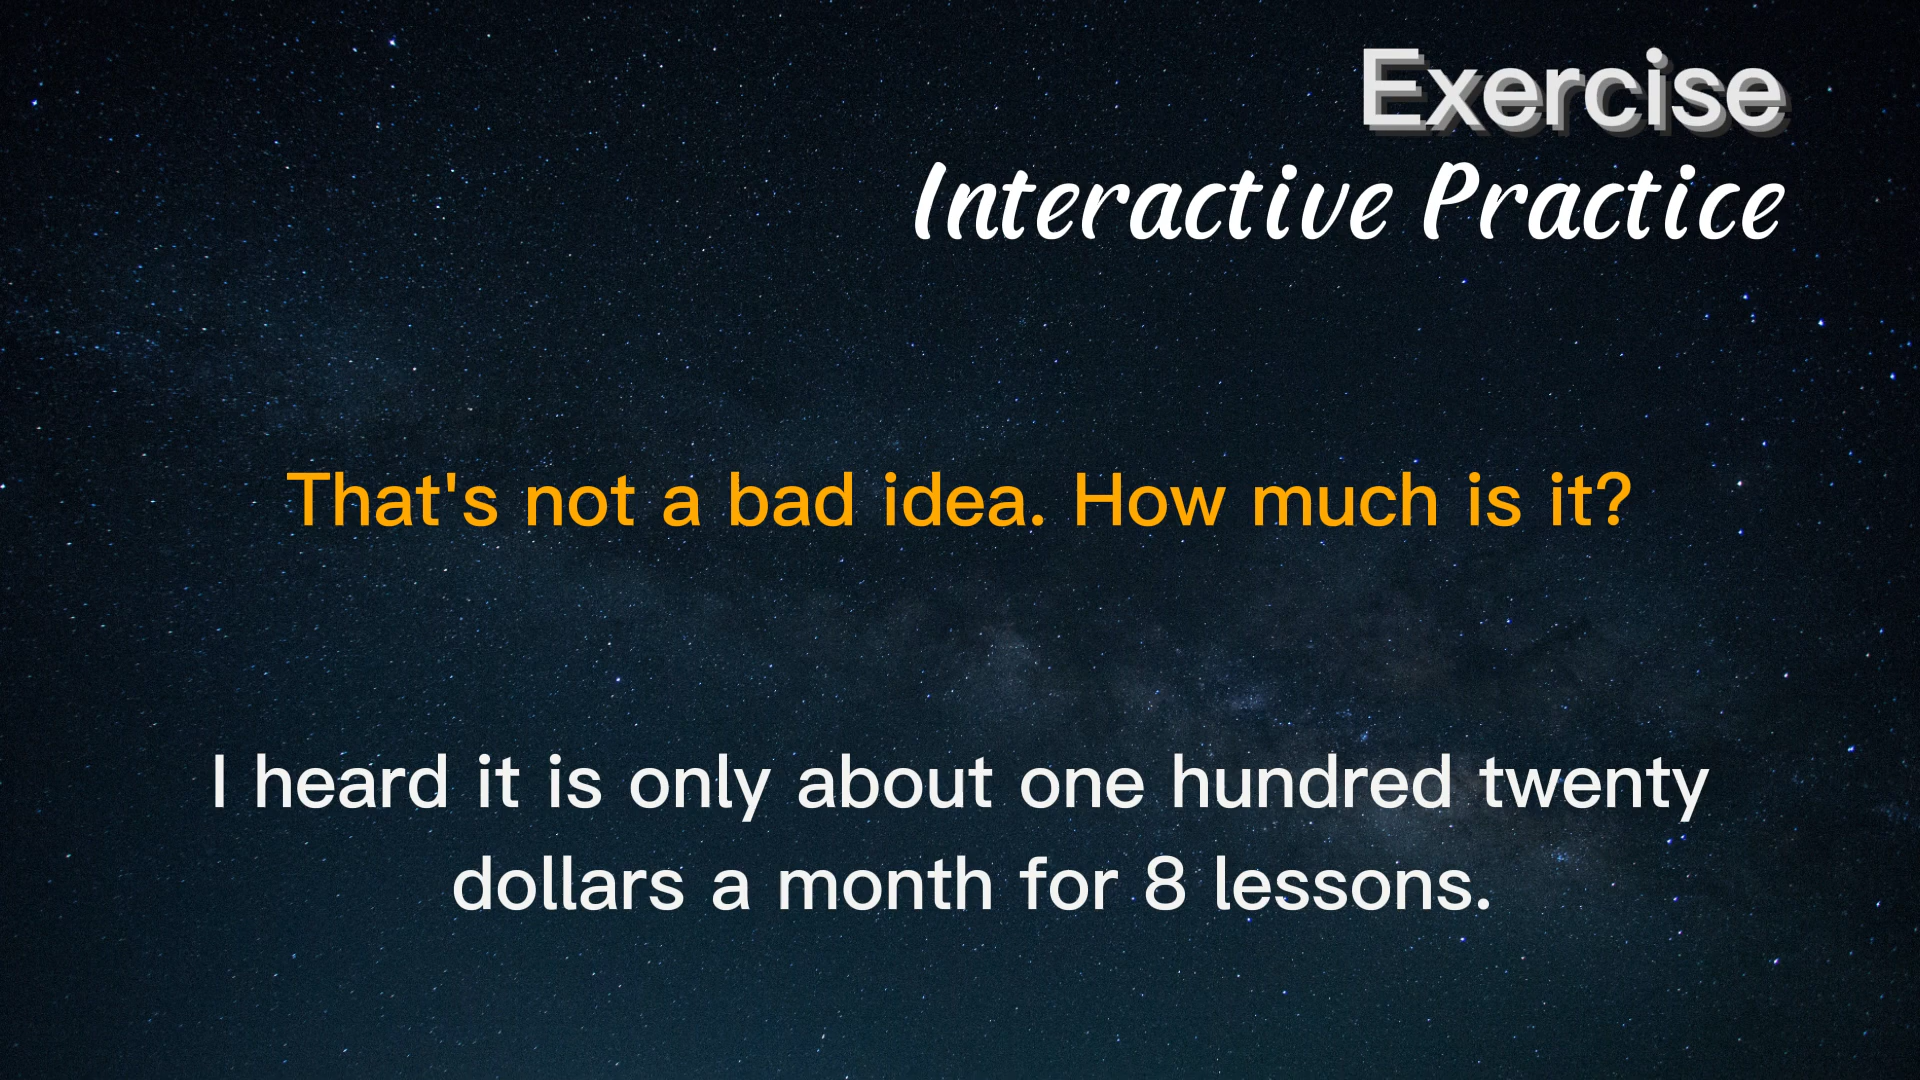 Exercise
Interactive Practice
That's not a bad idea. How much is it?
I heard it is only about one hundred twenty
dollars a month for 8 lessons.